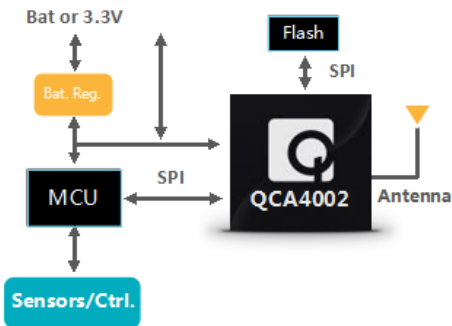 Bat or 3.3V
Flash
SPI
Bat. Reg.
QCA4002
Antenna
SPI
MCU
Sensors/Ctrl.